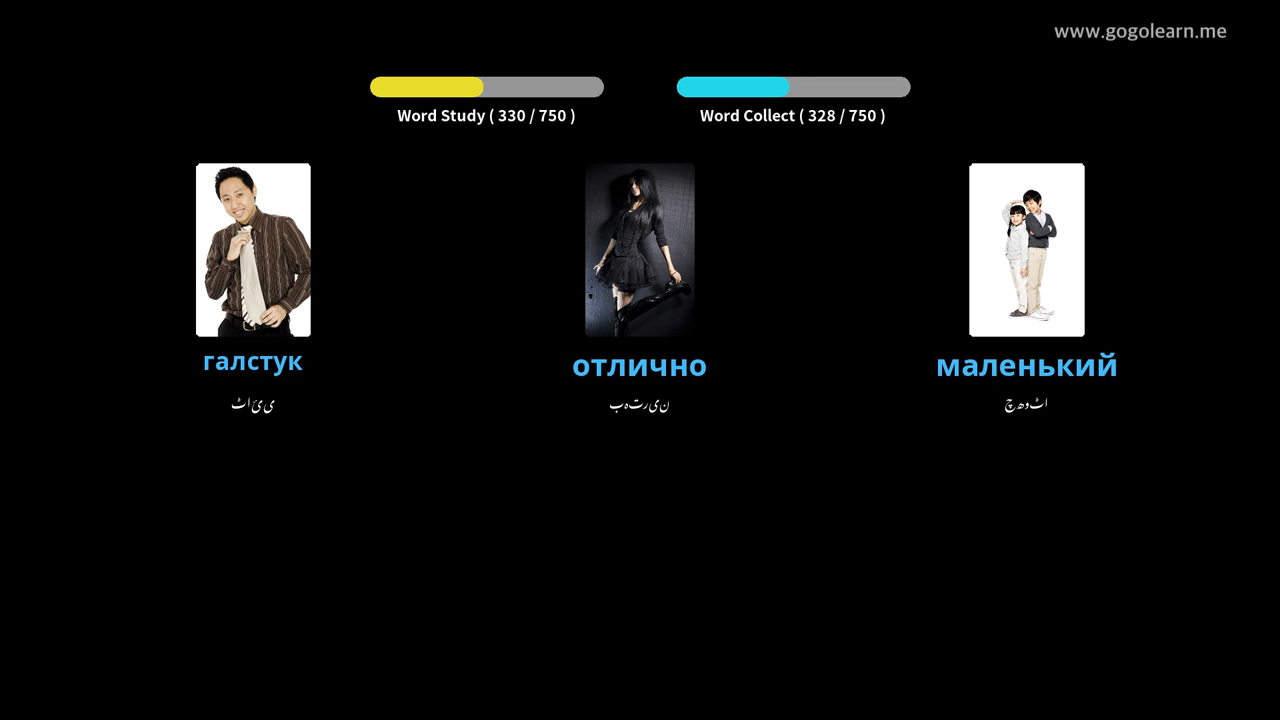 www.gogolearn.me
Word Study ( 330 / 750 )
Word Collect ( 328 / 750 )
галстук
отлично
маленький
ٹائی
بہترین
چھوٹا